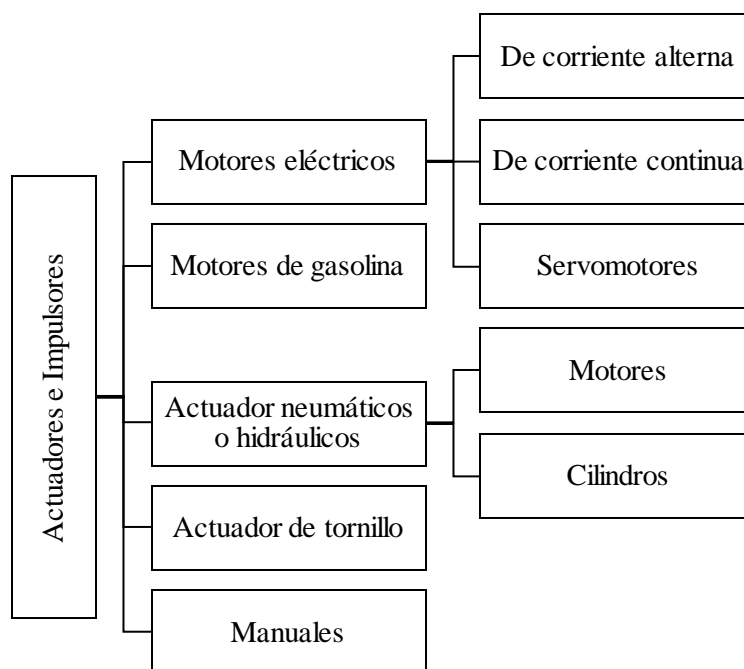 Actuadores e Impulsores
Motores eléctricos
De corriente alterna
De corriente continua
Servomotores
Motores de gasolina
Actuador neumáticos
o hidráulicos
Motores
Cilindros
Actuador de tornillo
Manuales